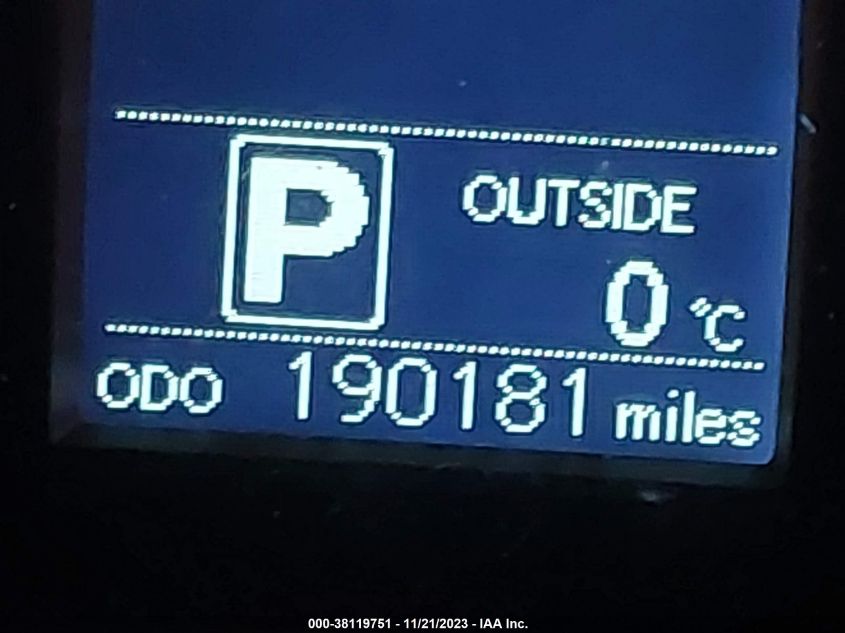 P
OUTSIDE
0 °C
ODO 190181 miles
000-38119751 - 11/21/2023 - IAA Inc.